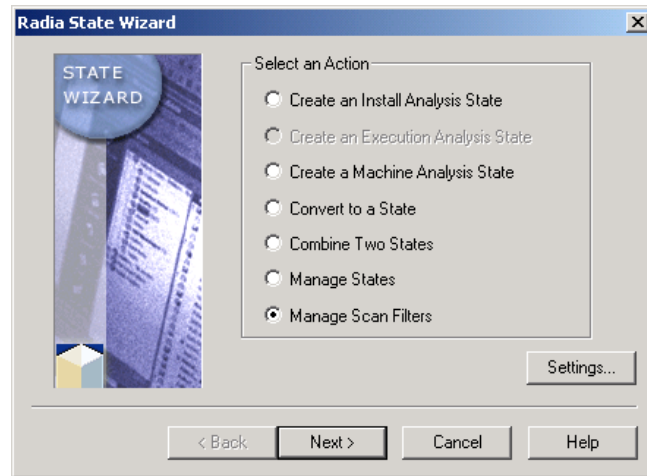 Radia State Wizard
STATE
WIZARD
Select an Action
Create an Install Analysis State
Create an Execution Analysis State
Create a Machine Analysis State
Convert to a State
Combine Two States
Manage States
Manage Scan Filters
Settings...
< Back
Next >
Cancel
Help